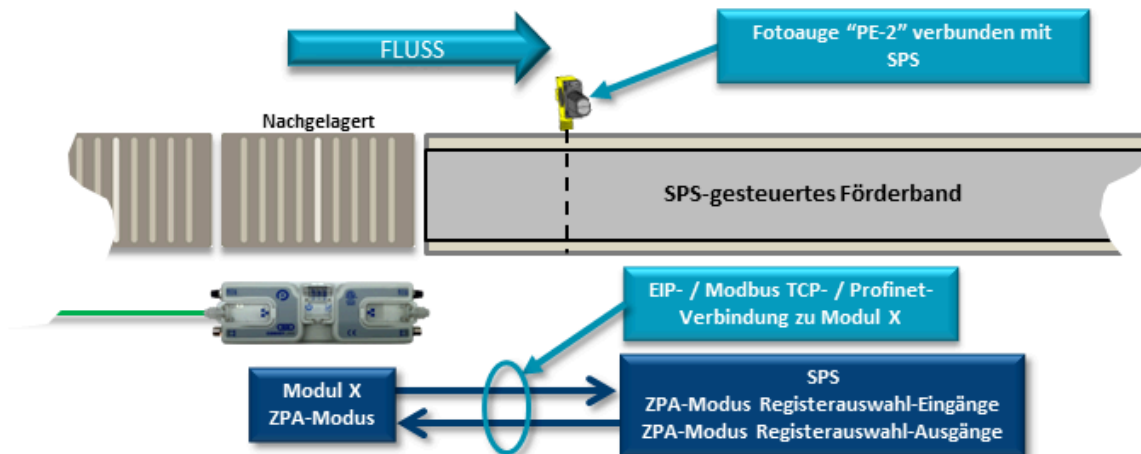 FLUSS
Fotoauge “PE-2” verbunden mit
SPS
Nachgelagert
SPS-gesteuertes Förderband
EIP- / Modbus TCP- / Profinet-
Verbindung zu Modul X
Modul X
ZPA-Modus
SPS
ZPA-Modus Registerauswahl-Eingänge
ZPA-Modus Registerauswahl-Ausgänge